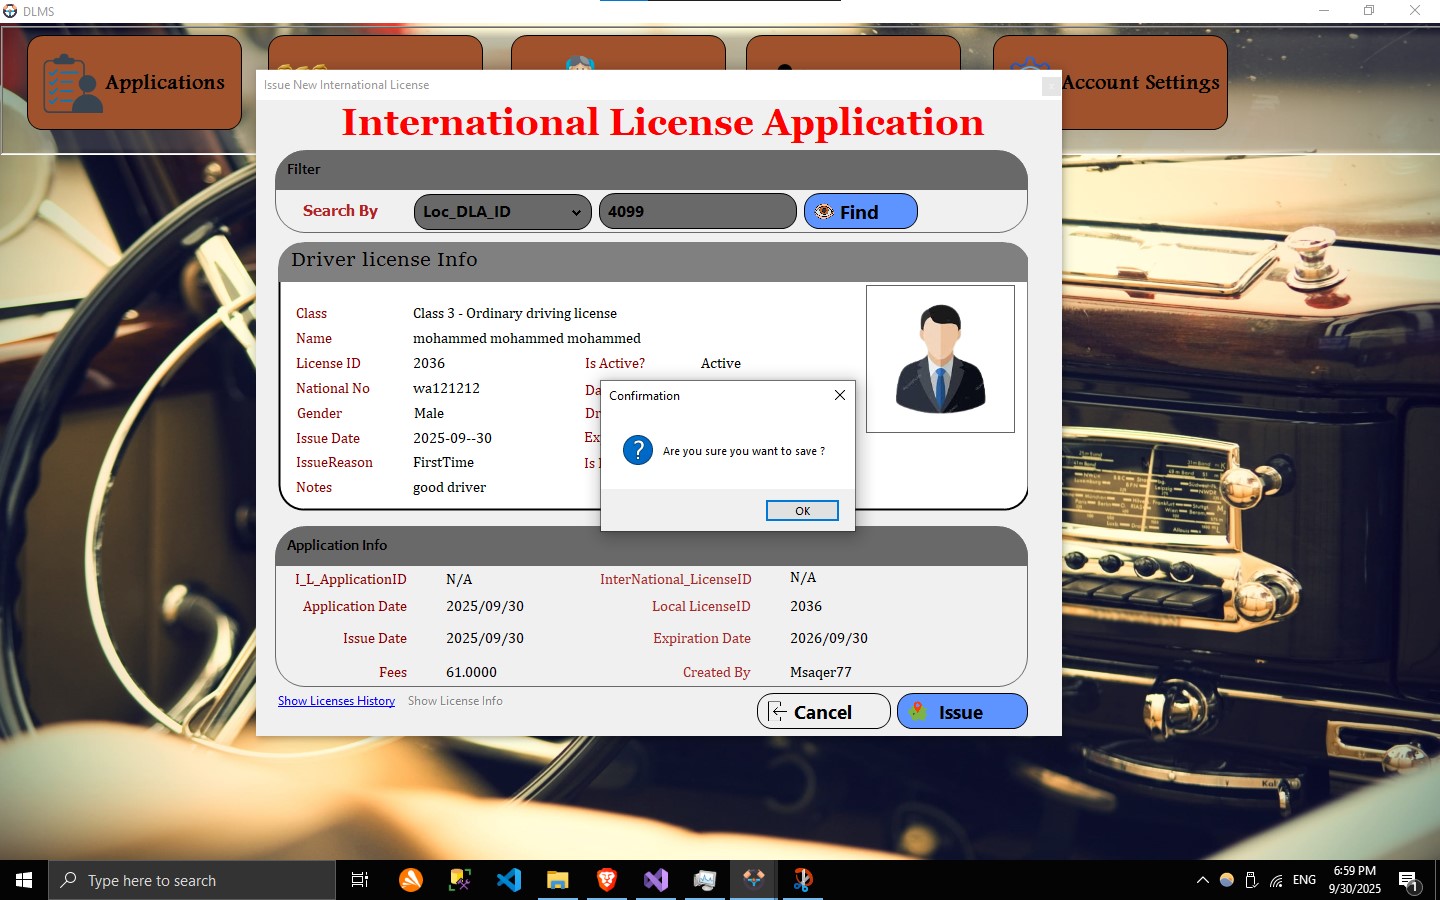 DLMS
Applications
Account Settings
Issue New International License
International License Application
Filter
Search By
Loc_DLA_ID
4099
Find
Driver license Info
Class
Class 3 - Ordinary driving license
Name
mohammed mohammed mohammed
License ID
2036
Is Active?
Active
National No
wa121212
Da
Gender
Male
Dr
Issue Date
2025-09--30
Ex
IssueReason
FirstTime
Is
Notes
good driver
Confirmation
Are you sure you want to save ?
OK
Application Info
I_L_ApplicationID
N/A
InterNational_LicenseID
N/A
Application Date
2025/09/30
Local LicenseID
2036
Issue Date
2025/09/30
Expiration Date
2026/09/30
Fees
61.0000
Created By
Msaqer77
Show Licenses History
Show License Info
Cancel
Issue
Type here to search
ENG
6:59 PM
9/30/2025
1